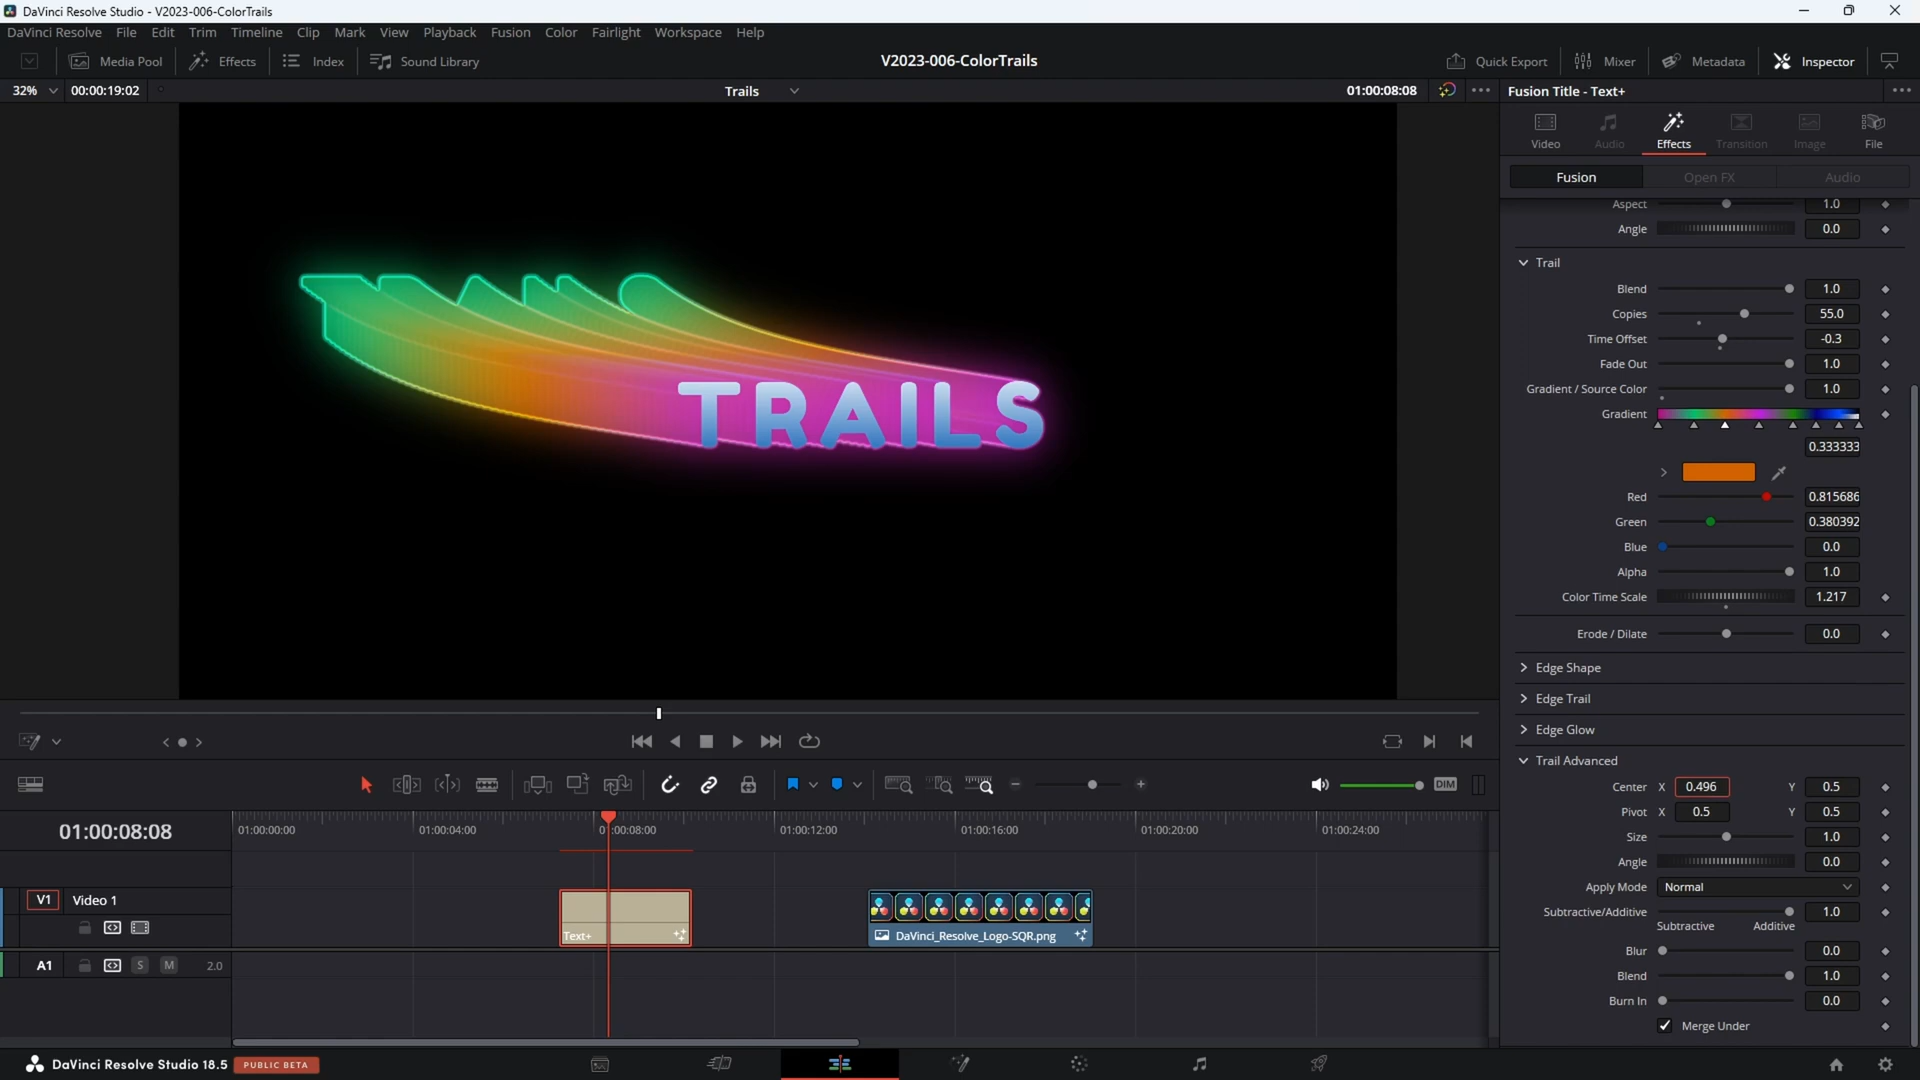 DaVinci Resolve Studio - V2023-006-ColorTrails
DaVinci Resolve File Edit Trim Timeline Clip Mark View Playback Fusion Color Fairlight Workspace Help
Media Pool Effects Index Sound Library
V2023-006-ColorTrails
Quick Export Mixer Metadata Inspector
32% 00:00:19:02
Trails
01:00:08:08
Fusion Title - Text+
Video Audio Effects Transition Image File
Fusion Open FX Audio
Aspect 1.0
Angle 0.0
Trail
Blend 1.0
Copies 55.0
Time Offset -0.3
Fade Out 1.0
Gradient / Source Color 1.0
Gradient
0.333333
Red 0.815686
Green 0.380392
Blue 0.0
Alpha 1.0
Color Time Scale 1.217
Erode / Dilate 0.0
Edge Shape
Edge Trail
Edge Glow
Trail Advanced
Center X 0.496 Y 0.5
Pivot X 0.5 Y 0.5
Size 1.0
Angle 0.0
Apply Mode Normal
Subtractive/Additive 1.0
Subtractive Additive
Blur 0.0
Blend 1.0
Burn In 0.0
Merge Under
TRAILS
DIM
01:00:08:08
01:00:00:00 01:00:04:00 01:00:08:00 01:00:12:00 01:00:16:00 01:00:20:00 01:00:24:00
V1 Video 1
Text+
DaVinci_Resolve_Logo-SQR.png
A1 S M 2.0
DaVinci Resolve Studio 18.5 PUBLIC BETA